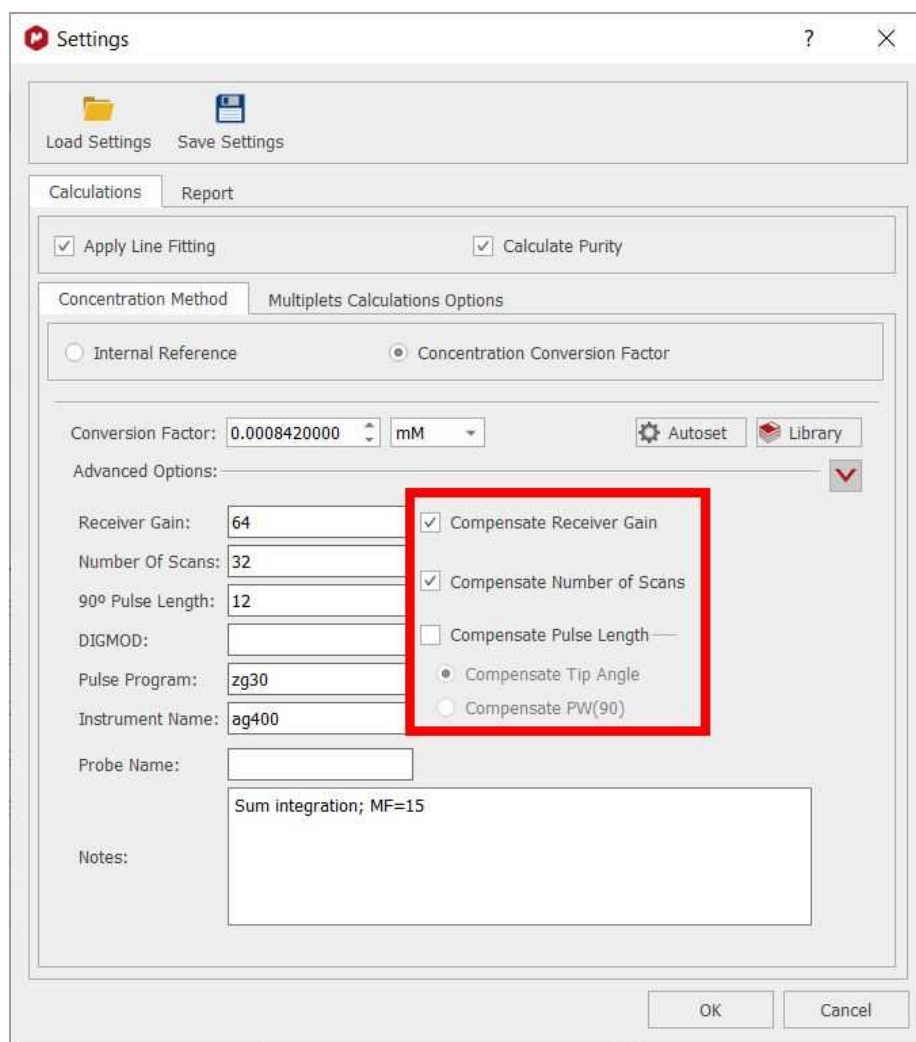 Settings
?
Load Settings Save Settings
Calculations Report
Apply Line Fitting Calculate Purity
Concentration Method Multiplets Calculations Options
Internal Reference Concentration Conversion Factor
Conversion Factor: 0.0008420000 mM Autoset Library
Advanced Options:
Receiver Gain: 64 Compensate Receiver Gain
Number Of Scans: 32 Compensate Number of Scans
90º Pulse Length: 12
DIGMOD: Compensate Pulse Length
Pulse Program: zg30 Compensate Tip Angle
Instrument Name: ag400 Compensate PW(90)
Probe Name:
Sum integration; MF=15
Notes:
OK Cancel